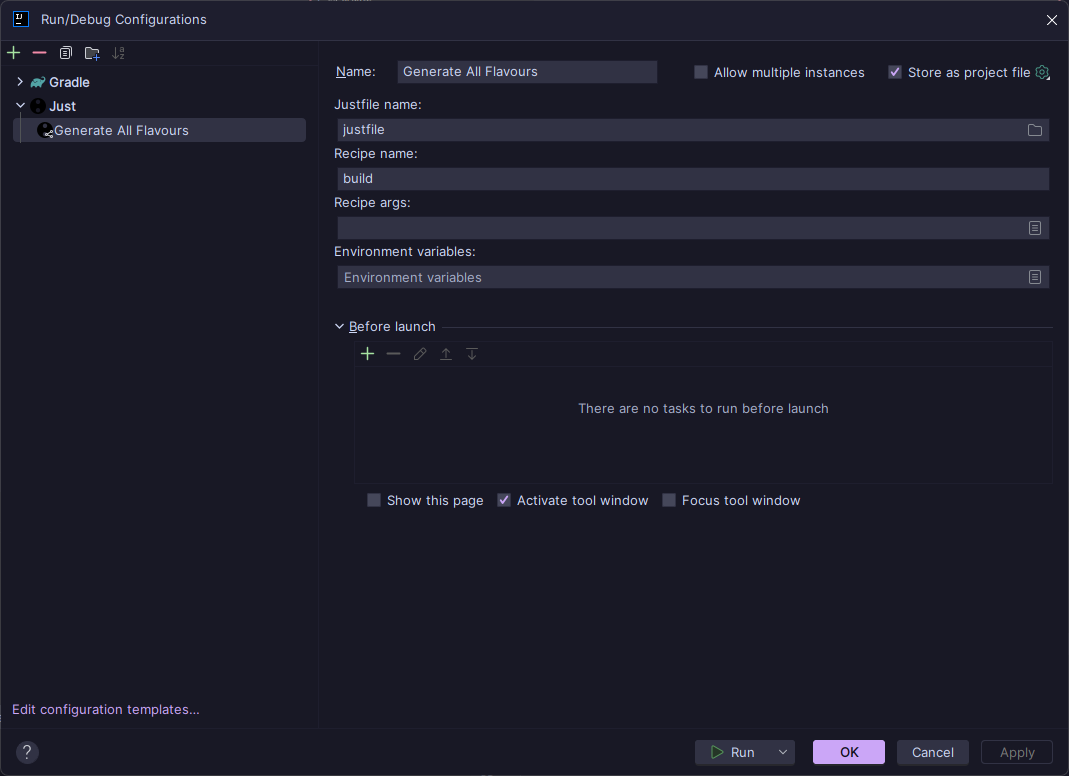 Run/Debug Configurations
Gradle
Just
Generate All Flavours
Name: Generate All Flavours Allow multiple instances Store as project file
Justfile name:
justfile
Recipe name:
build
Recipe args:
Environment variables:
Environment variables
Before launch
There are no tasks to run before launch
Show this page Activate tool window Focus tool window
Edit configuration templates...
? Run OK Cancel Apply